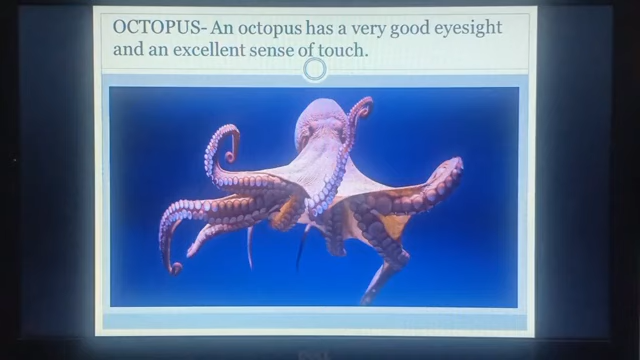 OCTOPUS- An octopus has a very good eyesight
and an excellent sense of touch.